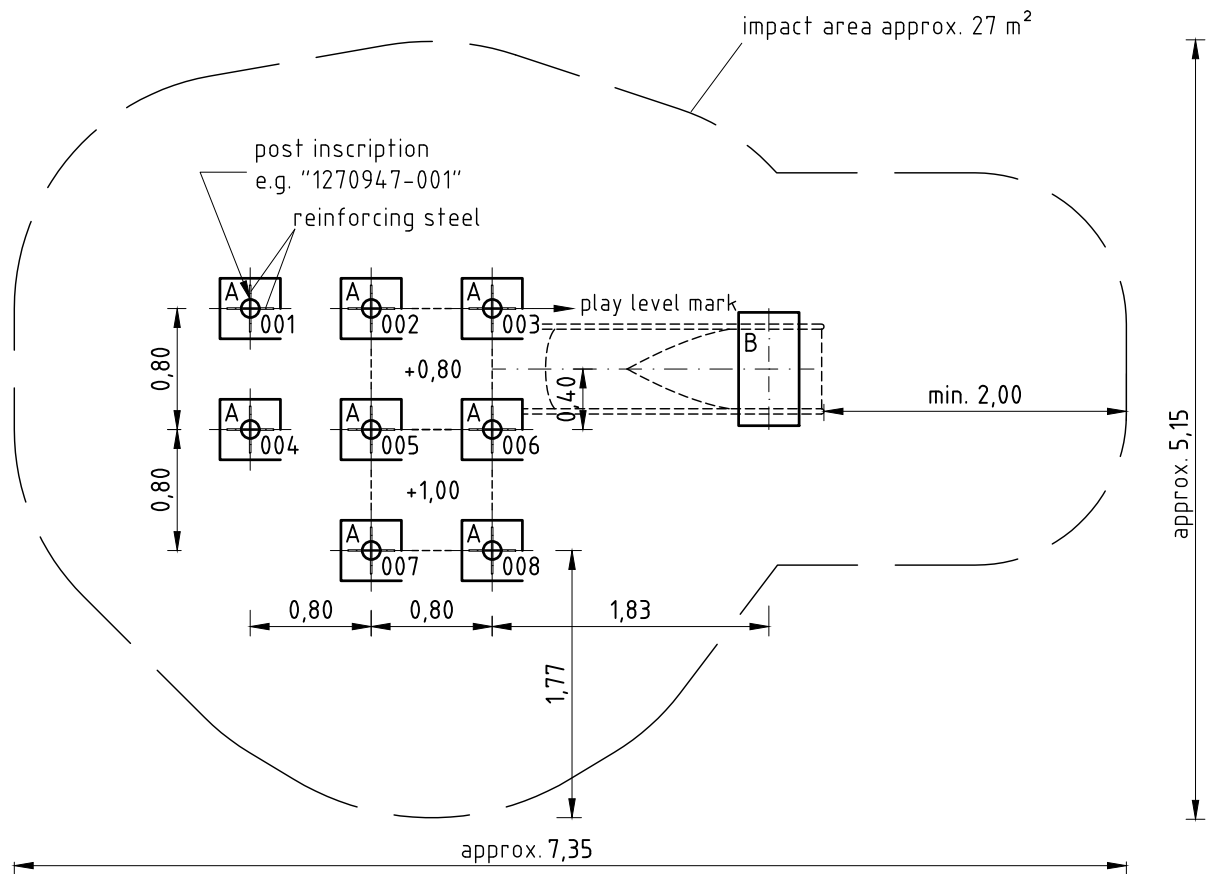 impact area approx. 27 m²
post inscription
e.g. "1270947-001"
reinforcing steel
A
001
A
002
A
003
play level mark
B
0,80
+0,80
0,40
min. 2,00
A
004
A
005
A
006
approx. 5,15
0,80
+1,00
A
007
A
008
0,80
0,80
1,83
1,77
approx. 7,35